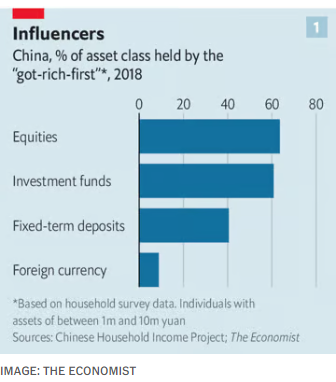 1
Influencers
China, % of asset class held by the
“got-rich-first”*, 2018
0 20 40 60 80
Equities
Investment funds
Fixed-term deposits
Foreign currency
*Based on household survey data. Individuals with
assets of between 1m and 10m yuan
Sources: Chinese Household Income Project; The Economist
IMAGE: THE ECONOMIST